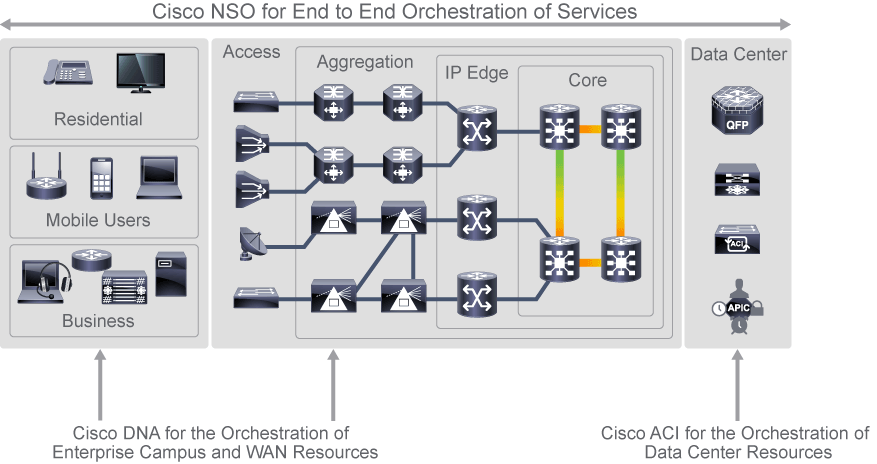 Cisco NSO for End to End Orchestration of Services
Residential
Mobile Users
Business
Access
Aggregation
IP Edge
Core
Data Center
QFP
ACI
APIC
Cisco DNA for the Orchestration of
Enterprise Campus and WAN Resources
Cisco ACI for the Orchestration of
Data Center Resources